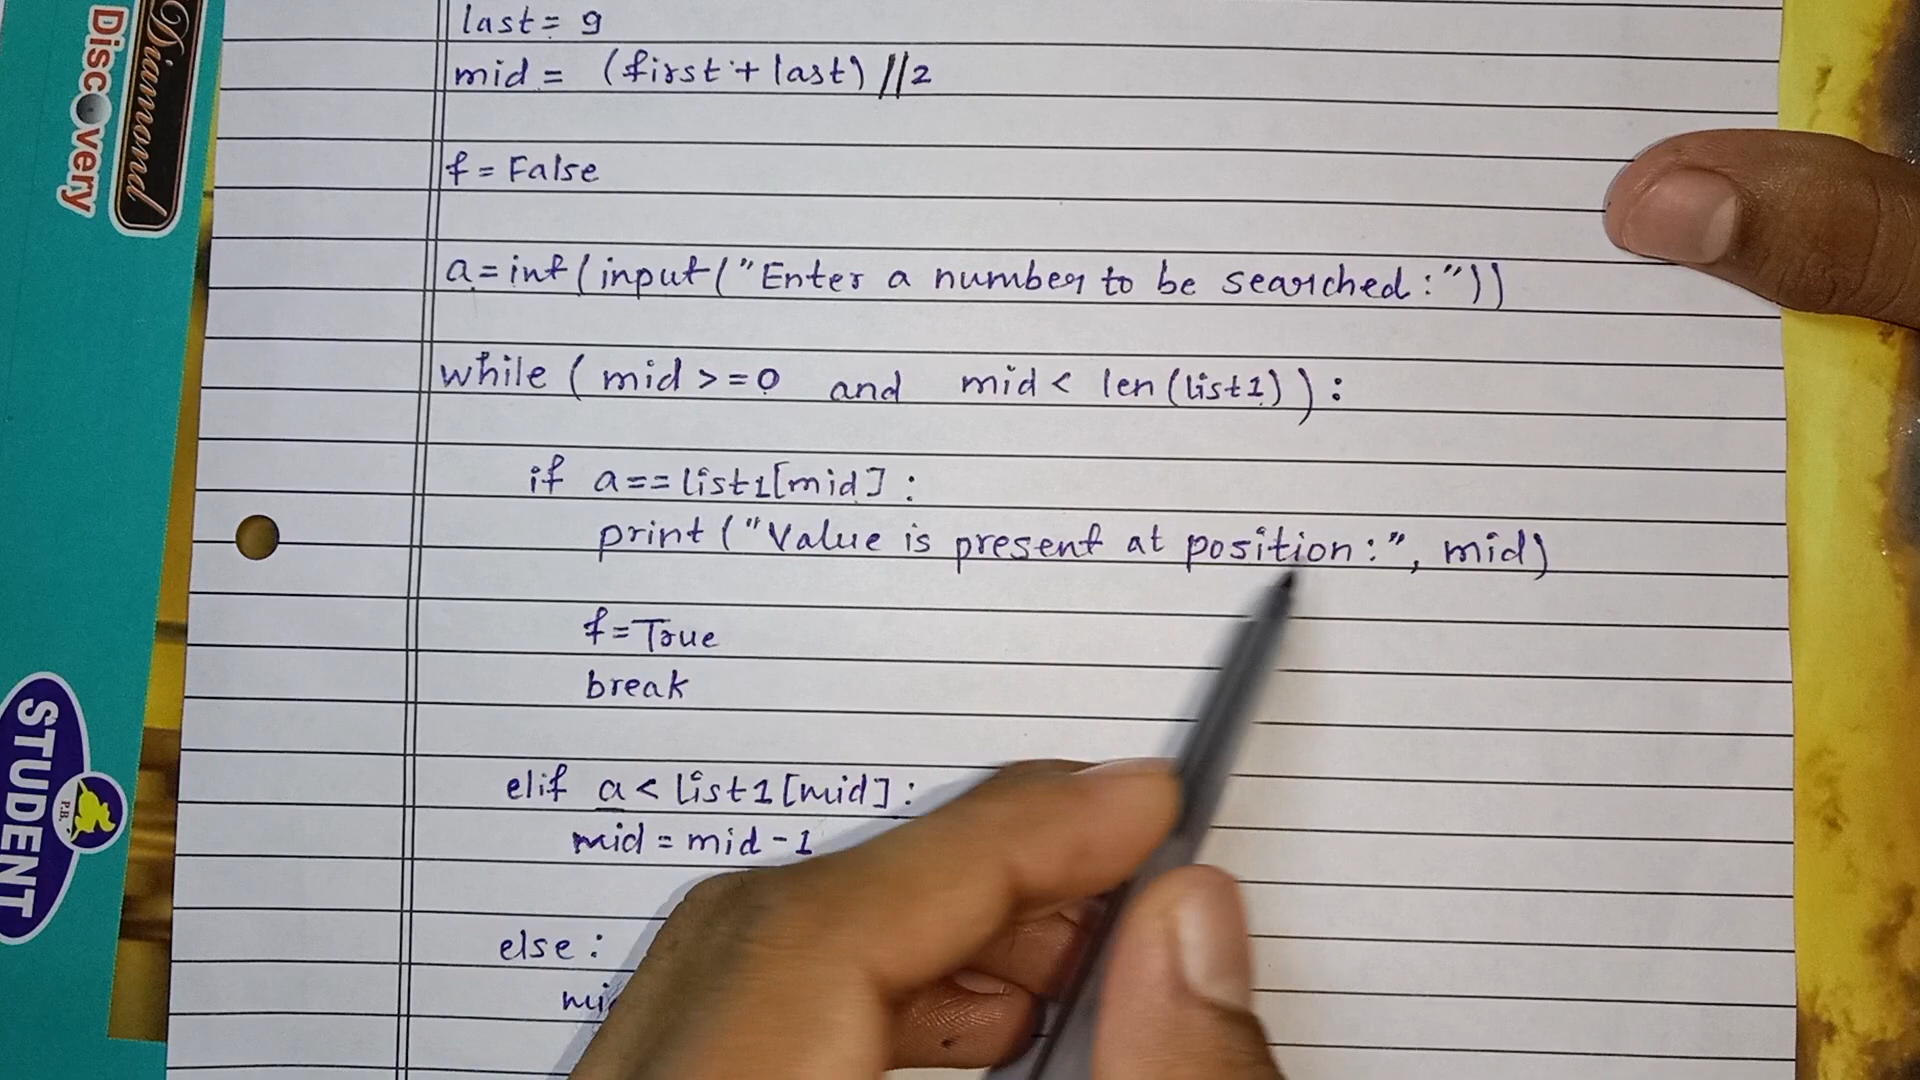 last = 9
mid = (first + last) //2
f = False
a = int(input("Enter a number to be searched:"))
while (mid >= 0 and mid < len(list1)):
if a == list1[mid]:
print("Value is present at position:", mid)
f = True
break
elif a < list1[mid]:
mid = mid - 1
else:
Diamond
Discovery
STUDENT
P.B.